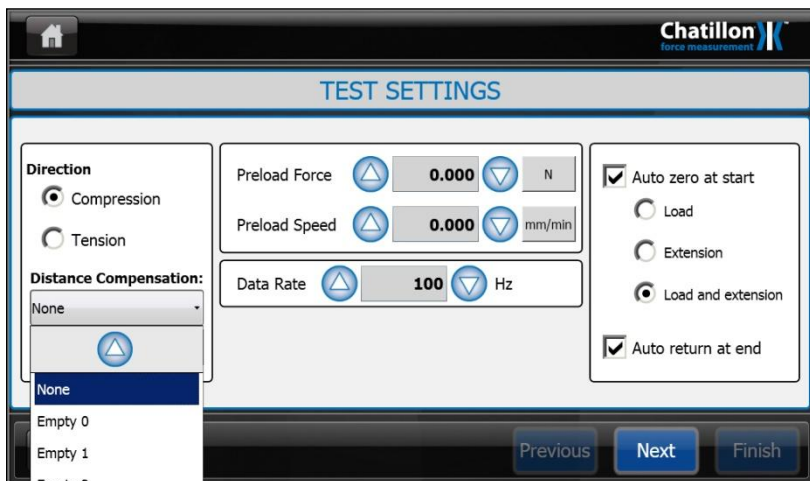 Chatillon
force measurement
TEST SETTINGS
Direction
Compression
Tension
Distance Compensation:
None
None
Empty 0
Empty 1
Preload Force 0.000 N
Preload Speed 0.000 mm/min
Data Rate 100 Hz
Auto zero at start
Load
Extension
Load and extension
Auto return at end
Previous Next Finish